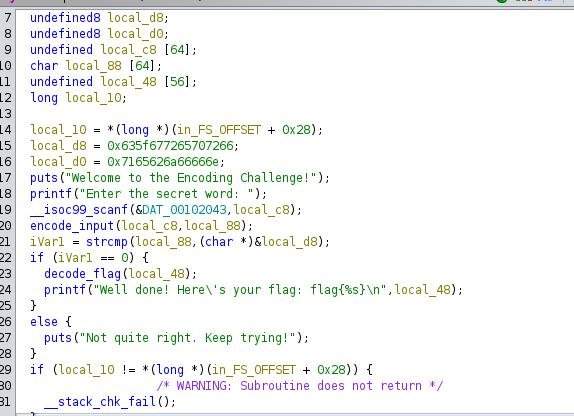 7 undefined8 local_d8;
8 undefined8 local_d0;
9 undefined local_c8 [64];
10 char local_88 [64];
11 undefined local_48 [56];
12 long local_10;
13
14 local_10 = *(long *)(in_FS_OFFSET + 0x28);
15 local_d8 = 0x635f677265707266;
16 local_d0 = 0x7165626a66666e;
17 puts("Welcome to the Encoding Challenge!");
18 printf("Enter the secret word: ");
19 __isoc99_scanf(&DAT_00102043,local_c8);
20 encode_input(local_c8,local_88);
21 iVar1 = strcmp(local_88,(char *)&local_d8);
22 if (iVar1 == 0) {
23 decode_flag(local_48);
24 printf("Well done! Here\'s your flag: flag{%s}\n",local_48);
25 }
26 else {
27 puts("Not quite right. Keep trying!");
28 }
29 if (local_10 != *(long *)(in_FS_OFFSET + 0x28)) {
30 /* WARNING: Subroutine does not return */
31 __stack_chk_fail();